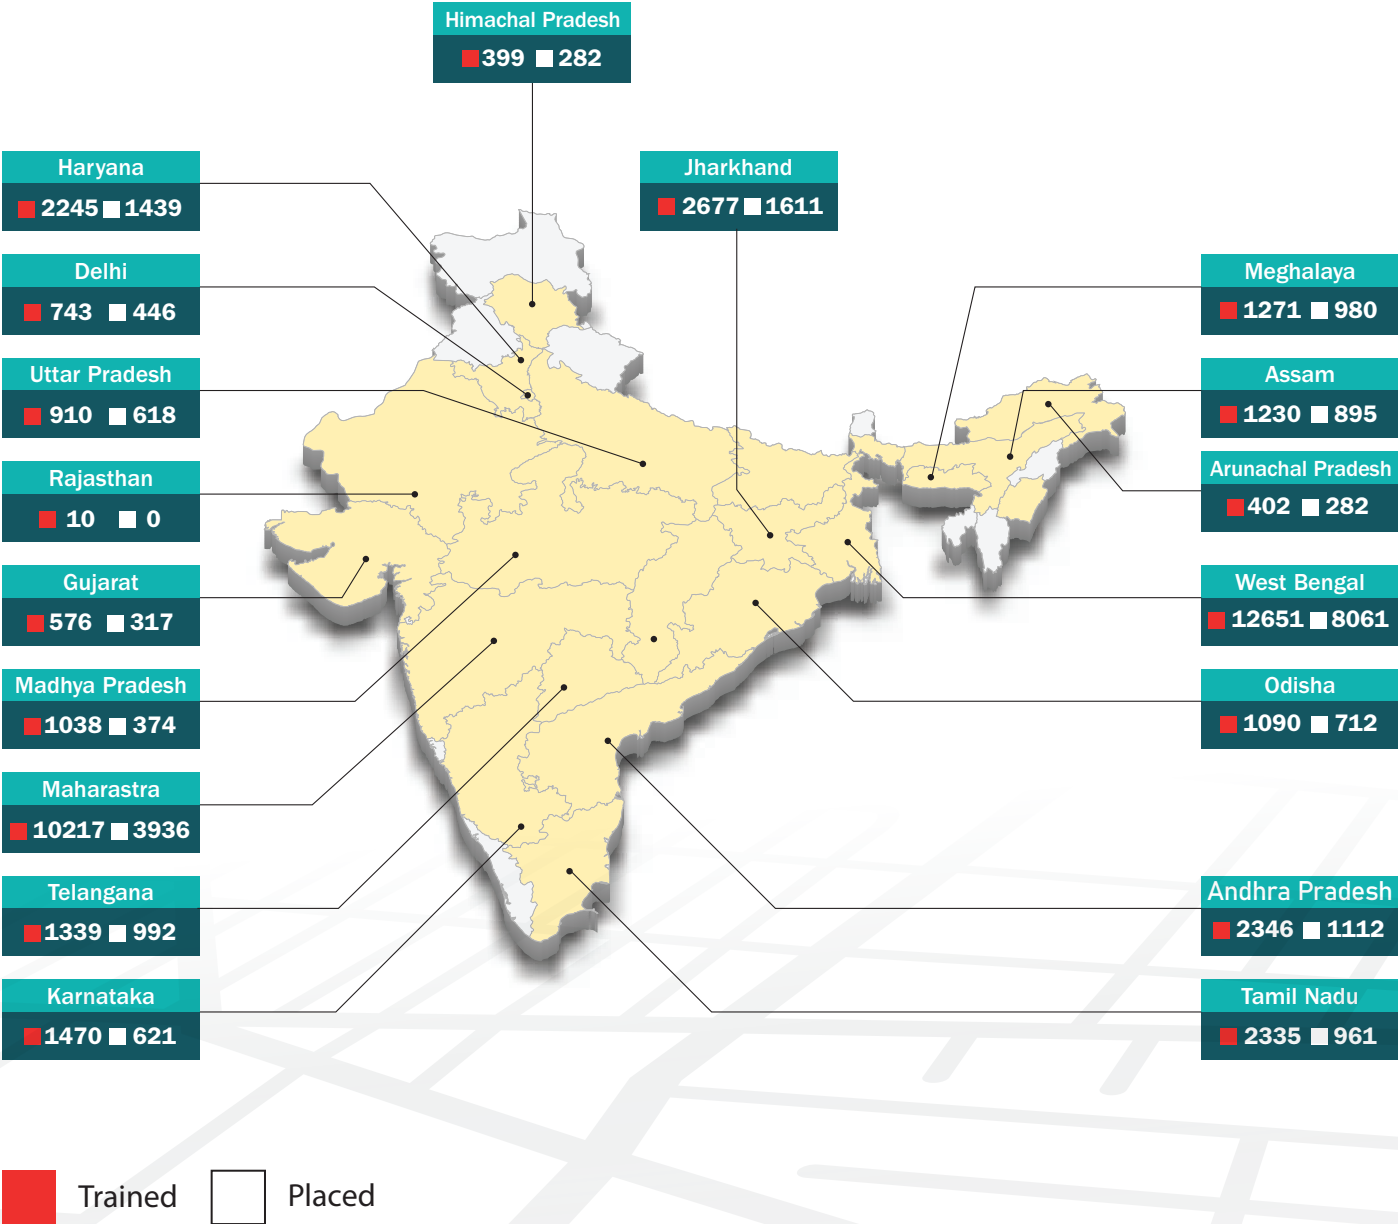 Himachal Pradesh
399 282
Haryana
2245 1439
Jharkhand
2677 1611
Delhi
743 446
Meghalaya
1271 980
Uttar Pradesh
910 618
Assam
1230 895
Rajasthan
10 0
Arunachal Pradesh
402 282
Gujarat
576 317
West Bengal
12651 8061
Madhya Pradesh
1038 374
Odisha
1090 712
Maharastra
10217 3936
Telangana
1339 992
Andhra Pradesh
2346 1112
Karnataka
1470 621
Tamil Nadu
2335 961
Trained Placed